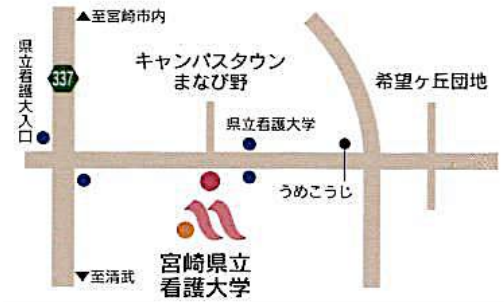 ▲至宮崎市内
県立看護大入口
337
キャンパスタウン
まなび野
希望ヶ丘団地
県立看護大学
うめこうじ
宮崎県立
看護大学
▼至清武